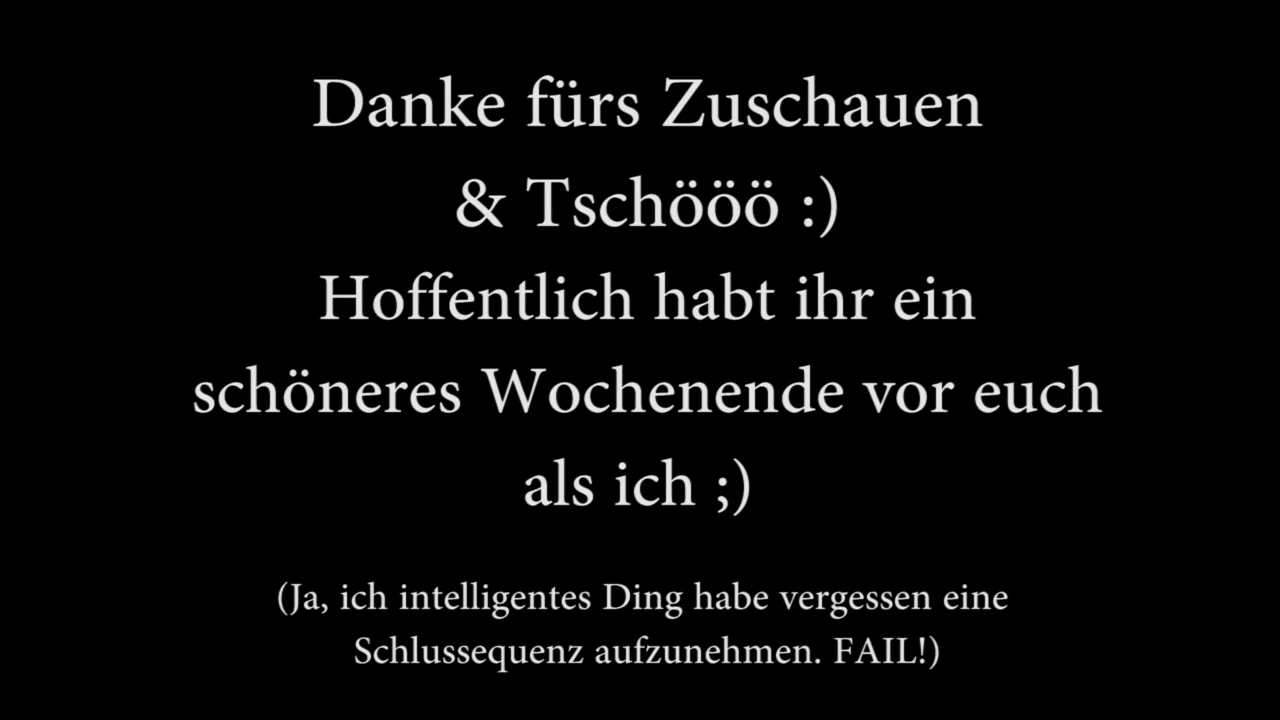 Danke fürs Zuschauen
& Tschööö :)
Hoffentlich habt ihr ein
schöneres Wochenende vor euch
als ich ;)
(Ja, ich intelligentes Ding habe vergessen eine
Schlussequenz aufzunehmen. FAIL!)